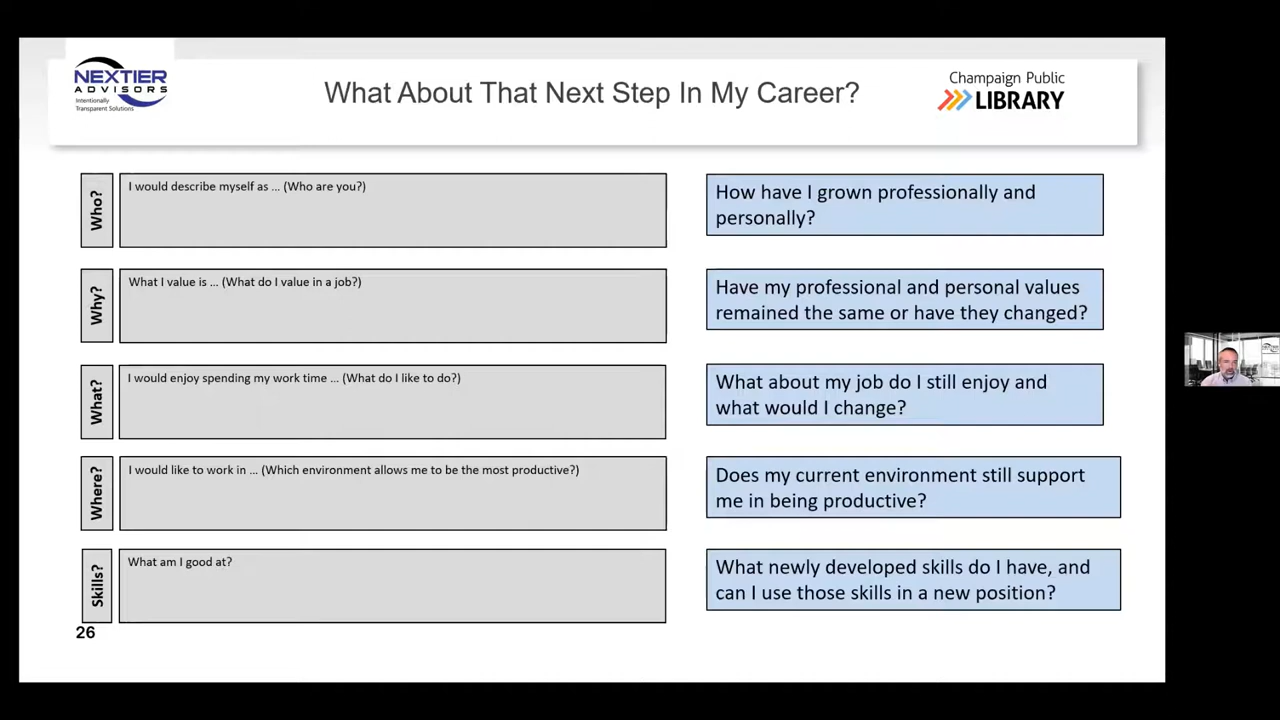 NEXTIER
ADVISORS
Intentionally
Transparent Solutions
What About That Next Step In My Career?
Champaign Public
LIBRARY
Who?
I would describe myself as ... (Who are you?)
How have I grown professionally and
personally?
Why?
What I value is ... (What do I value in a job?)
Have my professional and personal values
remained the same or have they changed?
What?
I would enjoy spending my work time ... (What do I like to do?)
What about my job do I still enjoy and
what would I change?
Where?
I would like to work in ... (Which environment allows me to be the most productive?)
Does my current environment still support
me in being productive?
Skills?
What am I good at?
What newly developed skills do I have, and
can I use those skills in a new position?
26